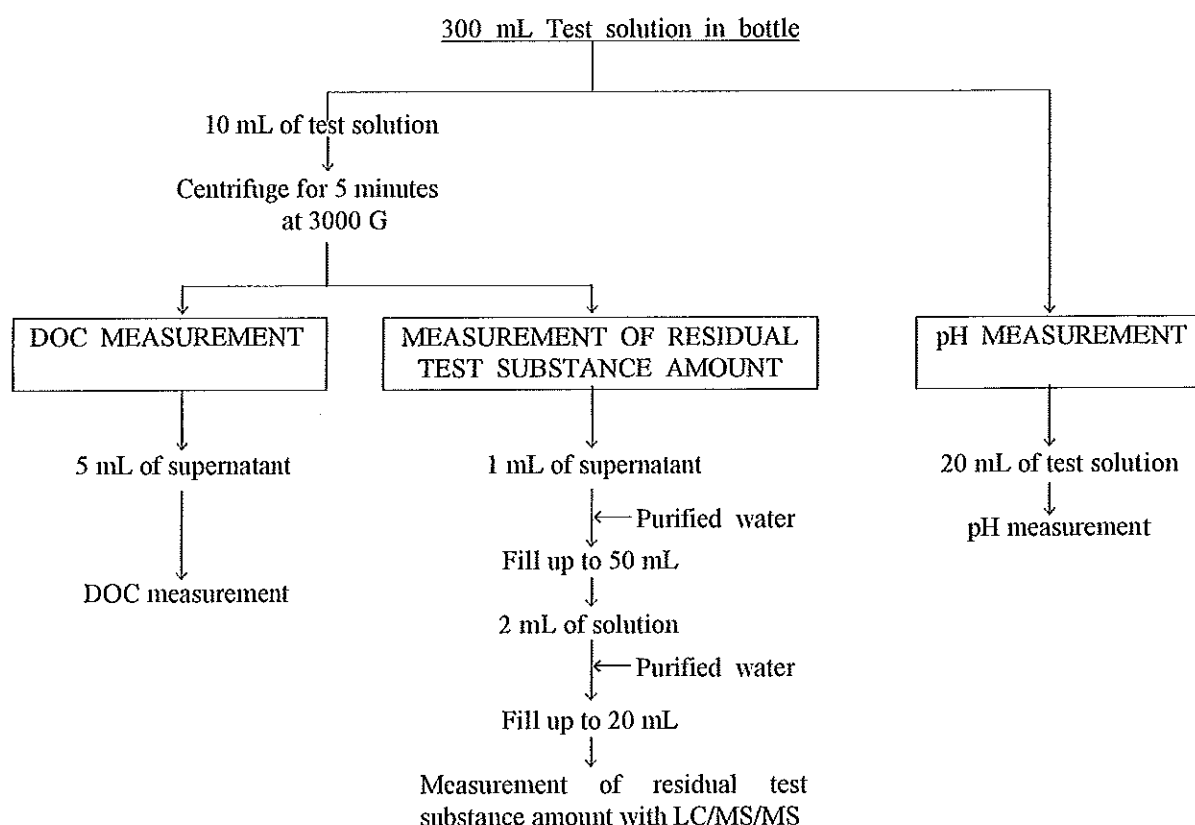 300 mL Test solution in bottle
10 mL of test solution
Centrifuge for 5 minutes
at 3000 G
DOC MEASUREMENT
MEASUREMENT OF RESIDUAL
TEST SUBSTANCE AMOUNT
pH MEASUREMENT
5 mL of supernatant
1 mL of supernatant
20 mL of test solution
Purified water
pH measurement
Fill up to 50 mL
DOC measurement
2 mL of solution
Purified water
Fill up to 20 mL
Measurement of residual test
substance amount with LC/MS/MS